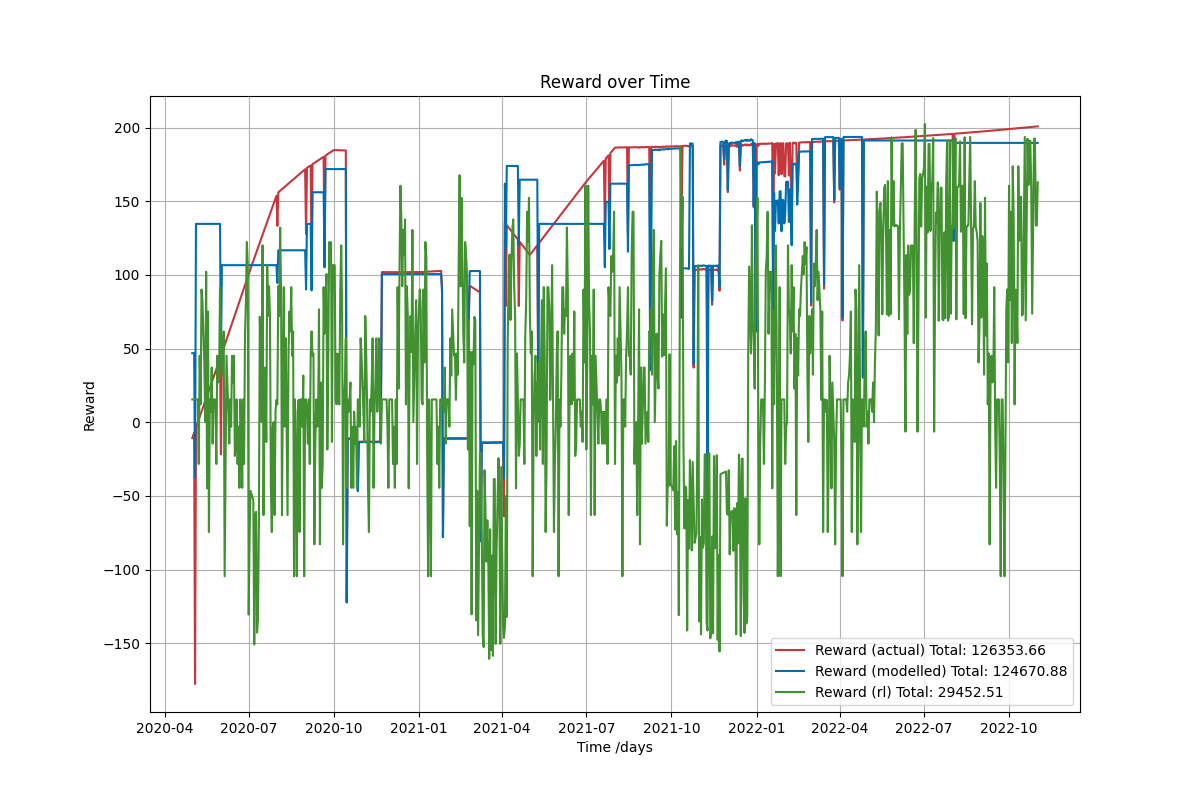 Reward over Time
Reward
200
150
100
50
0
−50
−100
−150
2020-04 2020-07 2020-10 2021-01 2021-04 2021-07 2021-10 2022-01 2022-04 2022-07 2022-10
Time /days
Reward (actual) Total: 126353.66
Reward (modelled) Total: 124670.88
Reward (rl) Total: 29452.51